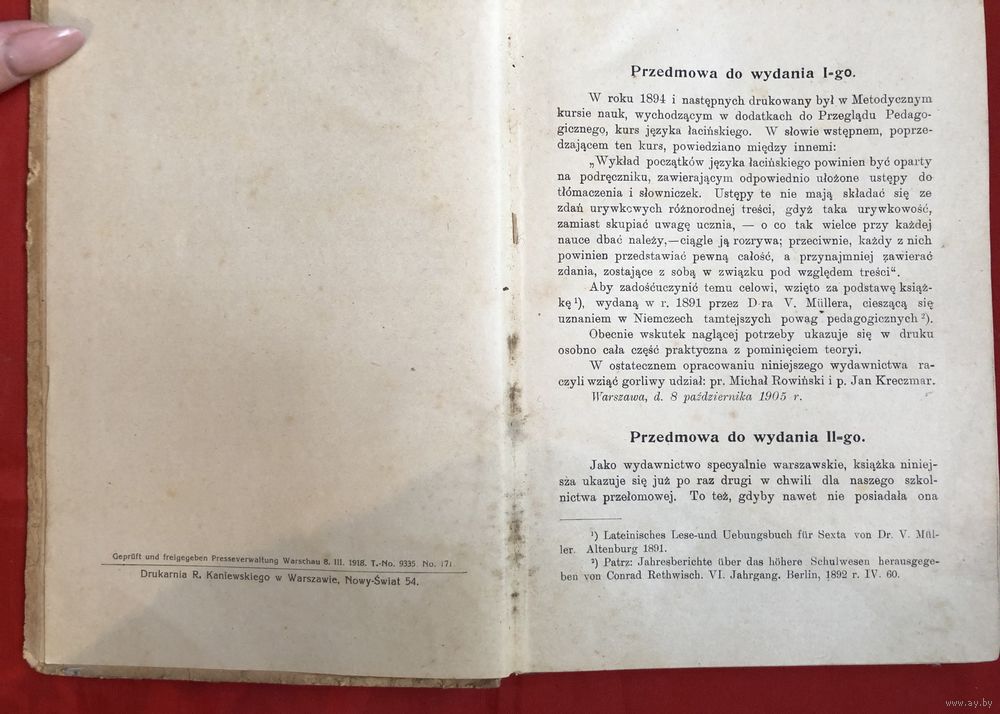 Geprüft und freigegeben Presseverwaltung Warschau 8. III. 1918. T.-No. 9335 No. 171
Drukarnia R. Kaniewskiego w Warszawie, Nowy-Świat 54.
Przedmowa do wydania I-go.
W roku 1894 i następnych drukowany był w Metodycznym
kursie nauk, wychodzącym w dodatkach do Przeglądu Pedago-
gicznego, kurs języka łacińskiego. W słowie wstępnem, poprze-
dzającem ten kurs, powiedziano między innemi:
„Wykład początków języka łacińskiego powinien być oparty
na podręczniku, zawierającym odpowiednio ułożone ustępy do
tłómaczenia i słowniczek. Ustępy te nie mają składać się ze
zdań urywkowych różnorodnej treści, gdyż taka urywkowość,
zamiast skupiać uwagę ucznia, — o co tak wielce przy każdej
nauce dbać należy,—ciągle ją rozrywa; przeciwnie, każdy z nich
powinien przedstawiać pewną całość, a przynajmniej zawierać
zdania, zostające z sobą w związku pod względem treści“.
Aby zadośćuczynić temu celowi, wzięto za podstawę książ-
kę ¹), wydaną w r. 1891 przez D-ra V. Müllera, cieszącą się
uznaniem w Niemczech tamtejszych powag pedagogicznych ²).
Obecnie wskutek naglącej potrzeby ukazuje się w druku
osobno cała część praktyczna z pominięciem teoryi.
W ostatecznem opracowaniu niniejszego wydawnictwa ra-
czyli wziąć gorliwy udział: pr. Michał Rowiński i p. Jan Kreczmar.
Warszawa, d. 8 października 1905 r.
Przedmowa do wydania II-go.
Jako wydawnictwo specyalnie warszawskie, książka niniej-
sza ukazuje się już po raz drugi w chwili dla naszego szkol-
nictwa przełomowej. To też, gdyby nawet nie posiadała ona
¹) Lateinisches Lese-und Uebungsbuch für Sexta von Dr. V. Mül-
ler. Altenburg 1891.
²) Patrz: Jahresberichte über das höhere Schulwesen herausgege-
ben von Conrad Rethwisch. VI. Jahrgang. Berlin, 1892 r. IV. 60.
www.ay.by